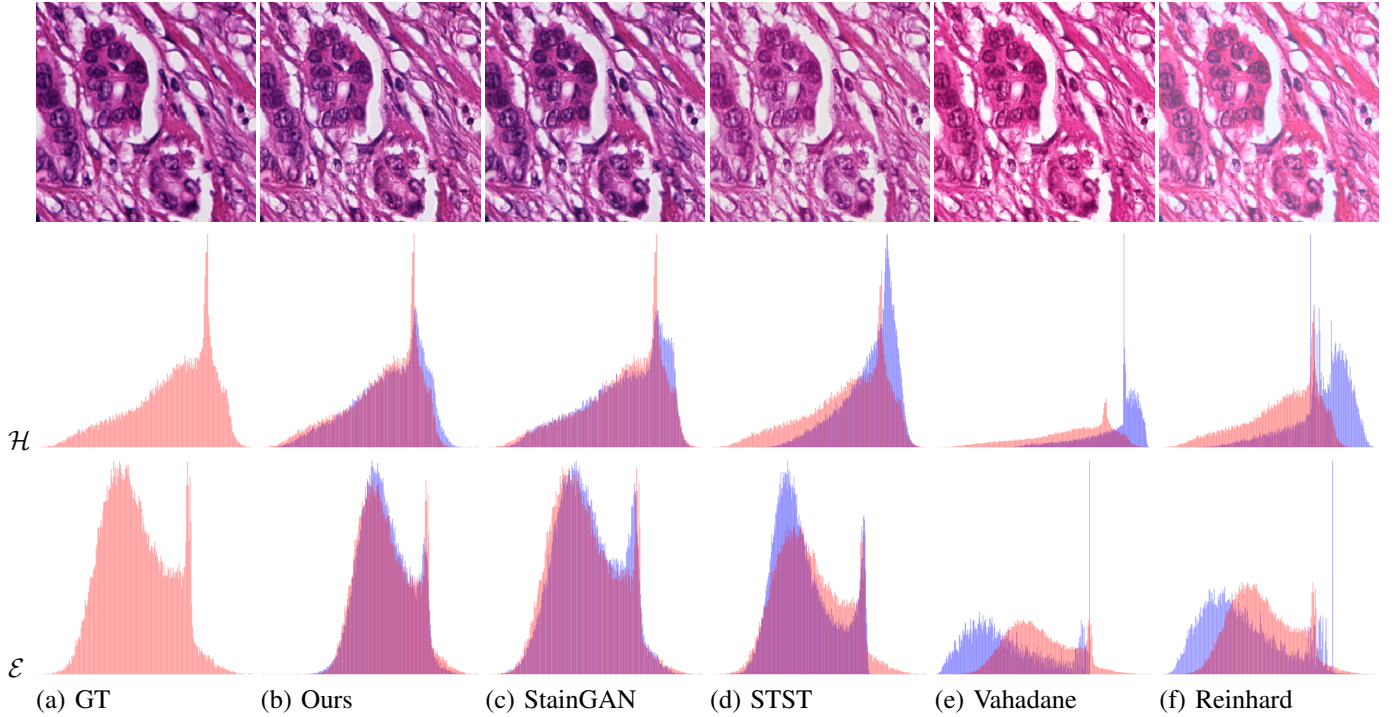 ℋ
ℰ
(a) GT (b) Ours (c) StainGAN (d) STST (e) Vahadane (f) Reinhard